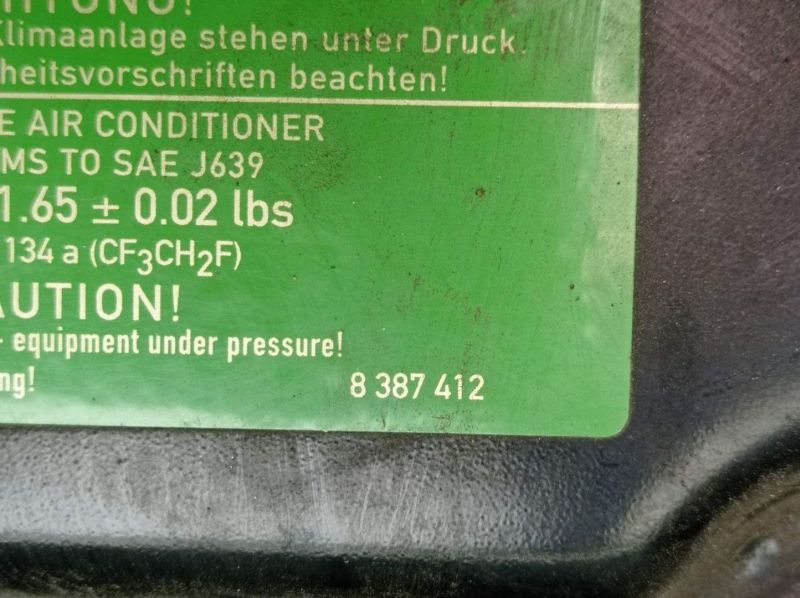 Klimaanlage stehen unter Druck.
heitsvorschriften beachten!
E AIR CONDITIONER
MS TO SAE J639
1.65 ± 0.02 lbs
134 a (CF₃CH₂F)
AUTION!
- equipment under pressure!
ng!
8 387 412